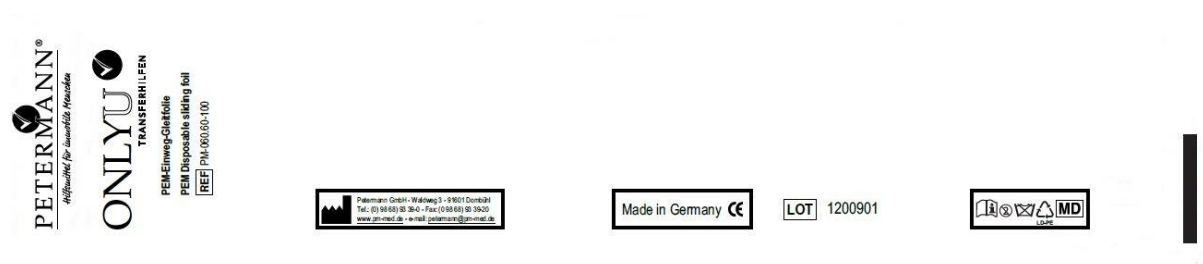 PETERMANN®
Hilfsmittel für immobile Menschen
ONLYU
TRANSFERHILFEN
PEM-Einweg-Gleitfolie
PEM Disposable sliding foil
REF PM-060.60-100
Petermann GmbH - Waldweg 3 - 91601 Dombühl
Tel.: (0) 98 68) 93 39-0 - Fax: (0 98 68) 93 39-20
www.pm-med.de - e-mail: petermann@pm-med.de
Made in Germany CE
LOT 1200901
2 MD
LD-PE